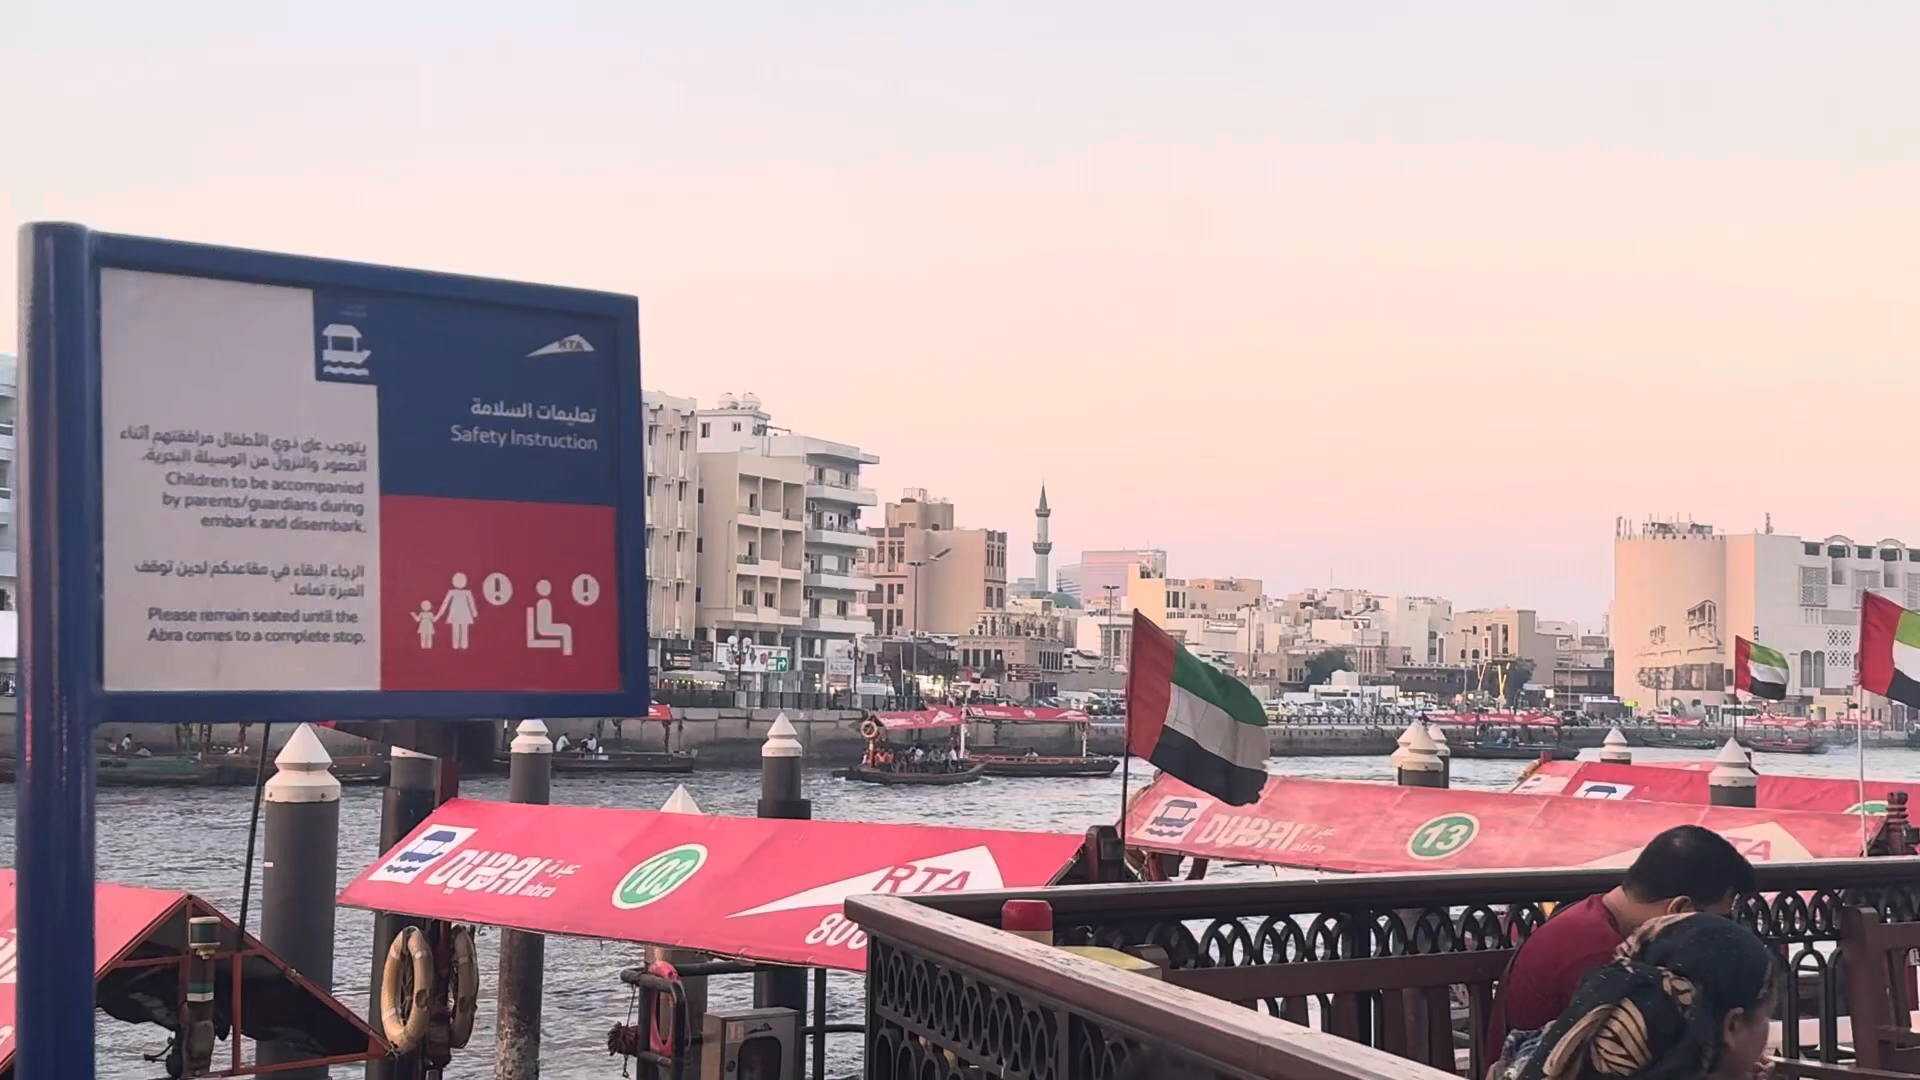 RTA
تعليمات السلامة
Safety Instruction
يتوجب على ذوي الأطفال مرافقتهم أثناء
الصعود والنزول من الوسيلة البحرية.
Children to be accompanied
by parents/guardians during
embark and disembark.
الرجاء البقاء في مقاعدكم لحين توقف
العبرة تماما.
Please remain seated until the
Abra comes to a complete stop.
DUBAI عبرة
abra
103
RTA
800
DUBAI عبرة
abra
13
RTA